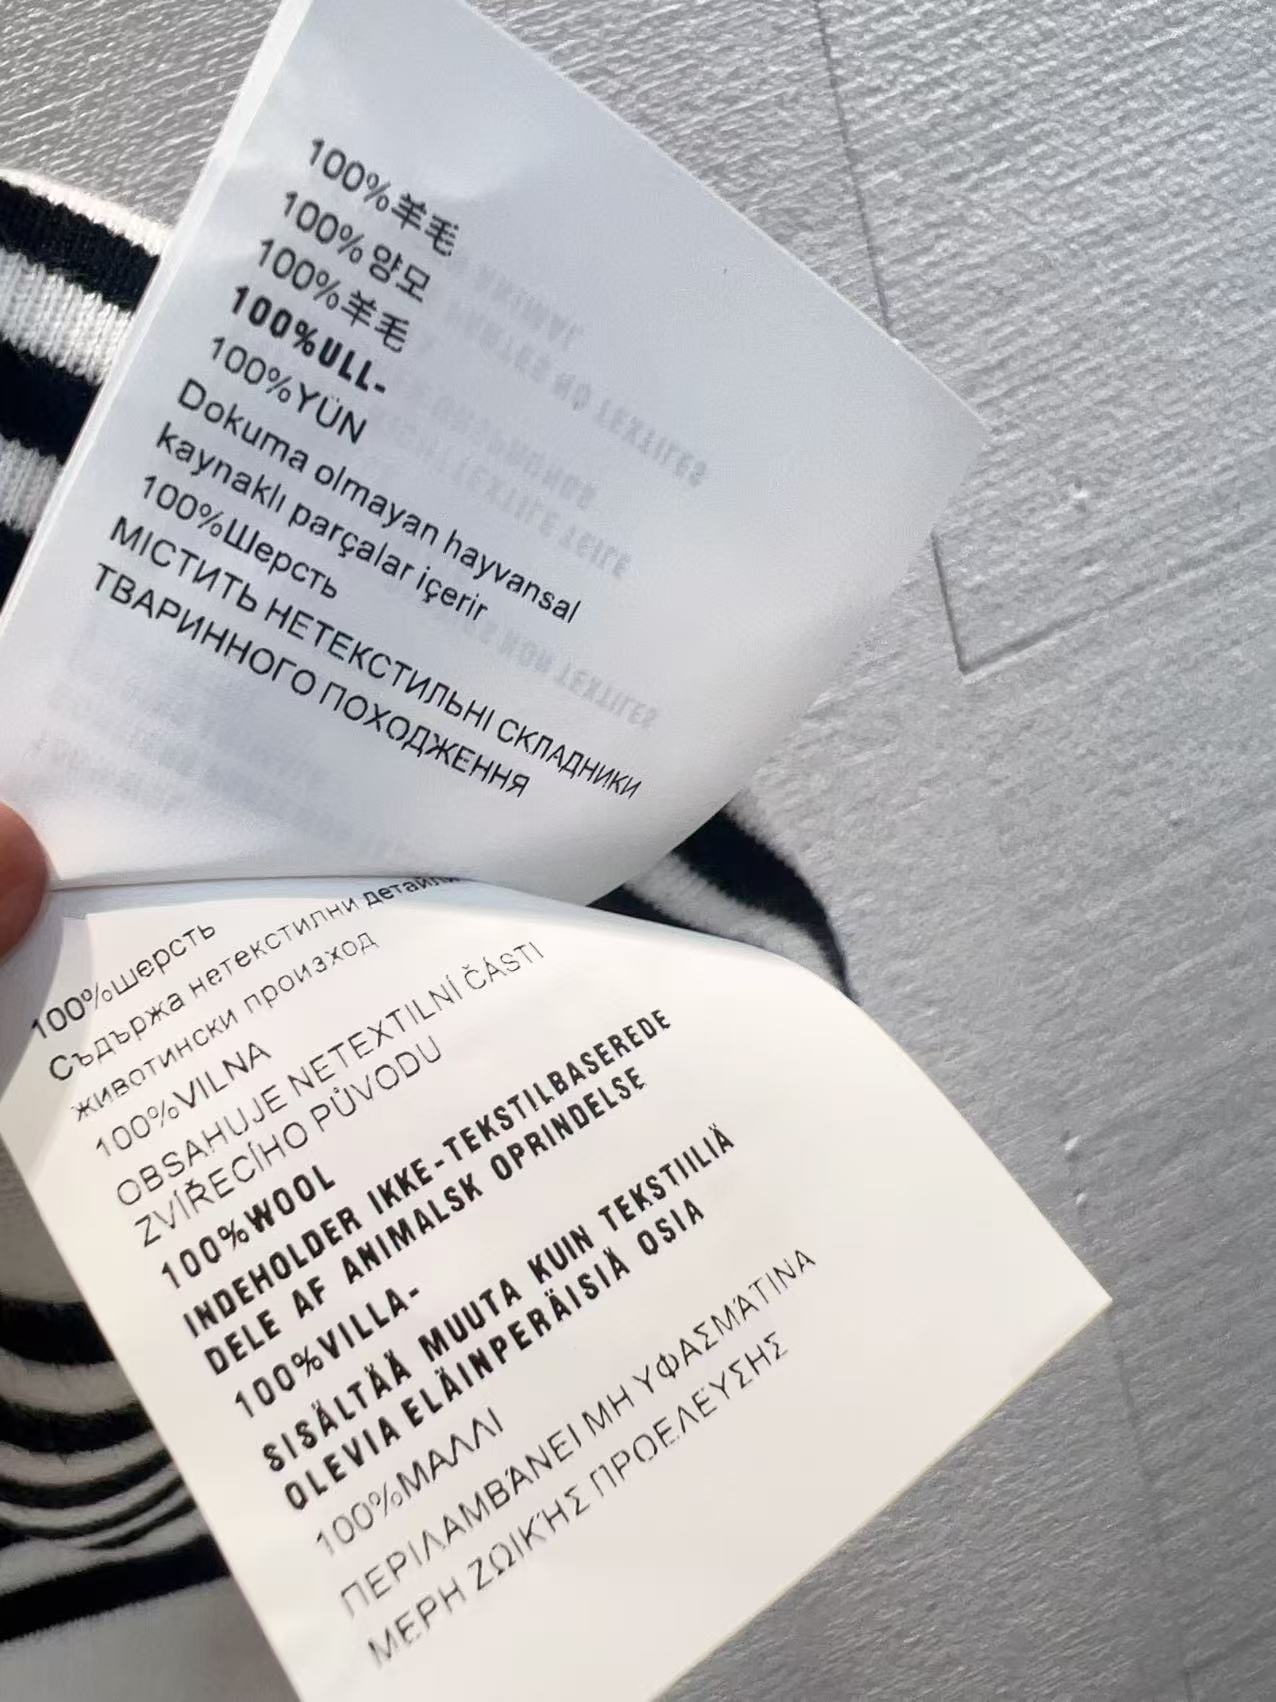 100%羊毛
100%양모
100%羊毛
100%ULL-
100%YÜN
Dokuma olmayan hayvansal
kaynaklı parçalar içerir
100%Шерсть
МІСТИТЬ НЕТЕКСТИЛЬНІ СКЛАДНИКИ
ТВАРИННОГО ПОХОДЖЕННЯ
100%шерсть
Съдържа нетекстилни детайли
животински произход
100%VILNA
OBSAHUJE NETEXTILNÍ ČÁSTI
ZVÍŘECÍHO PŮVODU
100%WOOL
INDEHOLDER IKKE-TEKSTILBASEREDE
DELE AF ANIMALSK OPRINDELSE
100%VILLA-
SISÄLTÄÄ MUUTA KUIN TEKSTIILIÄ
OLEVIA ELÄINPERÄISIÄ OSIA
100%ΜΑΛΛΙ
ΠΕΡΙΛΑΜΒΆΝΕΙ ΜΗ ΥΦΑΣΜΆΤΙΝΑ
ΜΕΡΗ ΖΩΙΚΉΣ ΠΡΟΕΛΕΥΣΗΣ